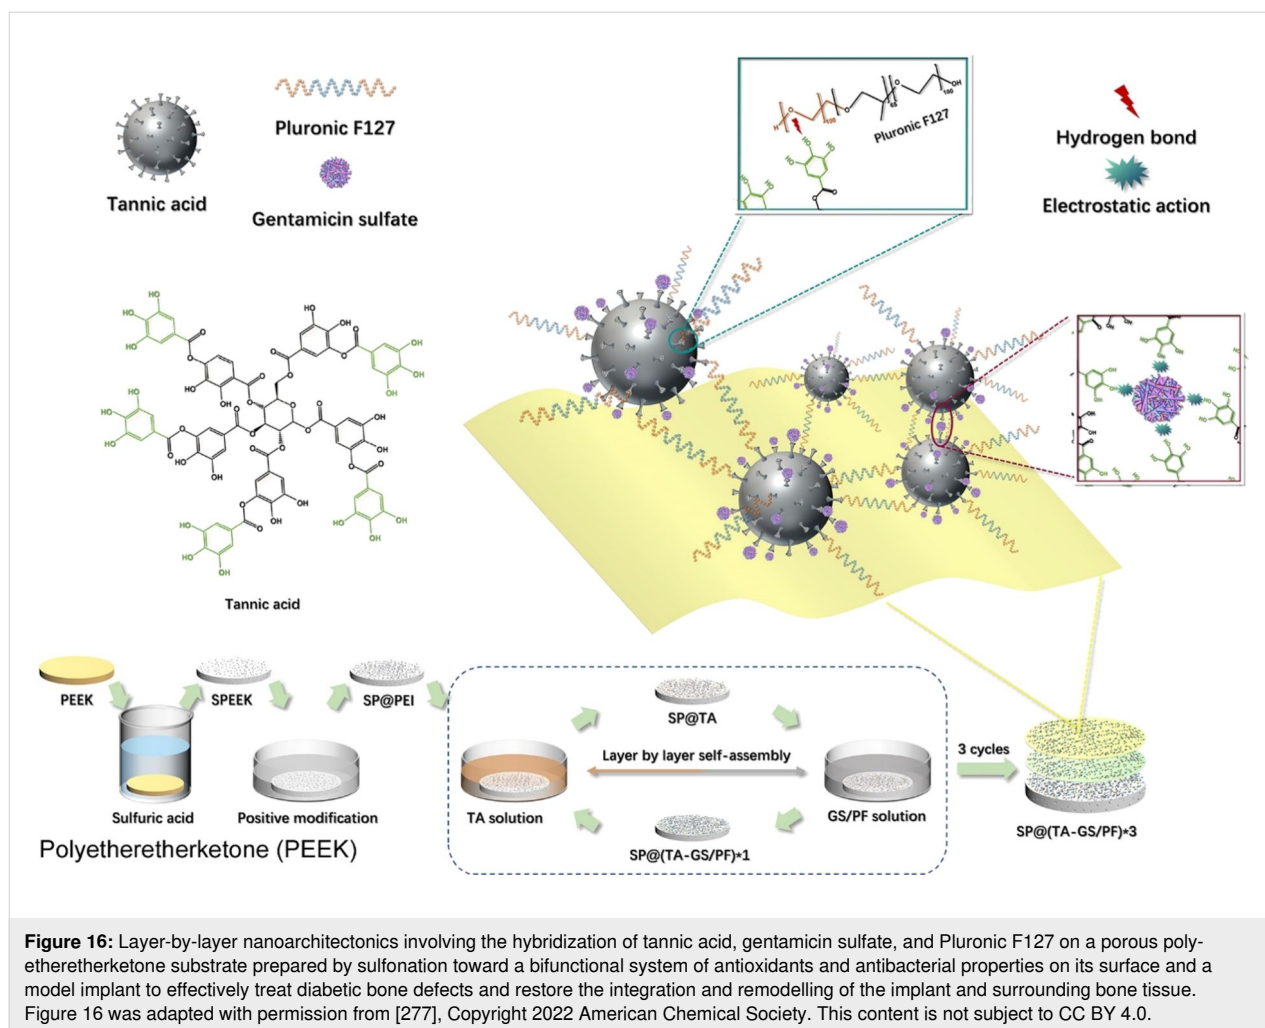 Tannic acid
Pluronic F127
Gentamicin sulfate
Pluronic F127
Hydrogen bond
Electrostatic action
Tannic acid
PEEK
SPEEK
SP@PEI
Sulfuric acid
Positive modification
Polyetheretherketone (PEEK)
SP@TA
Layer by layer self-assembly
TA solution
GS/PF solution
SP@(TA-GS/PF)*1
3 cycles
SP@(TA-GS/PF)*3
Figure 16: Layer-by-layer nanoarchitectonics involving the hybridization of tannic acid, gentamicin sulfate, and Pluronic F127 on a porous poly-
etheretherketone substrate prepared by sulfonation toward a bifunctional system of antioxidants and antibacterial properties on its surface and a
model implant to effectively treat diabetic bone defects and restore the integration and remodelling of the implant and surrounding bone tissue.
Figure 16 was adapted with permission from [277], Copyright 2022 American Chemical Society. This content is not subject to CC BY 4.0.